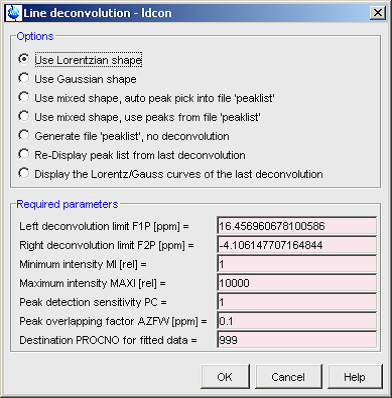 Line deconvolution - ldcon
Options
Use Lorentzian shape
Use Gaussian shape
Use mixed shape, auto peak pick into file 'peaklist'
Use mixed shape, use peaks from file 'peaklist'
Generate file 'peaklist', no deconvolution
Re-Display peak list from last deconvolution
Display the Lorentz/Gauss curves of the last deconvolution
Required parameters
Left deconvolution limit F1P [ppm] = 16.456960678100586
Right deconvolution limit F2P [ppm] = -4.106147707164844
Minimum intensity MI [rel] = 1
Maximum intensity MAXI [rel] = 10000
Peak detection sensitivity PC = 1
Peak overlapping factor AZFW [ppm] = 0.1
Destination PROCNO for fitted data = 999
OK Cancel Help